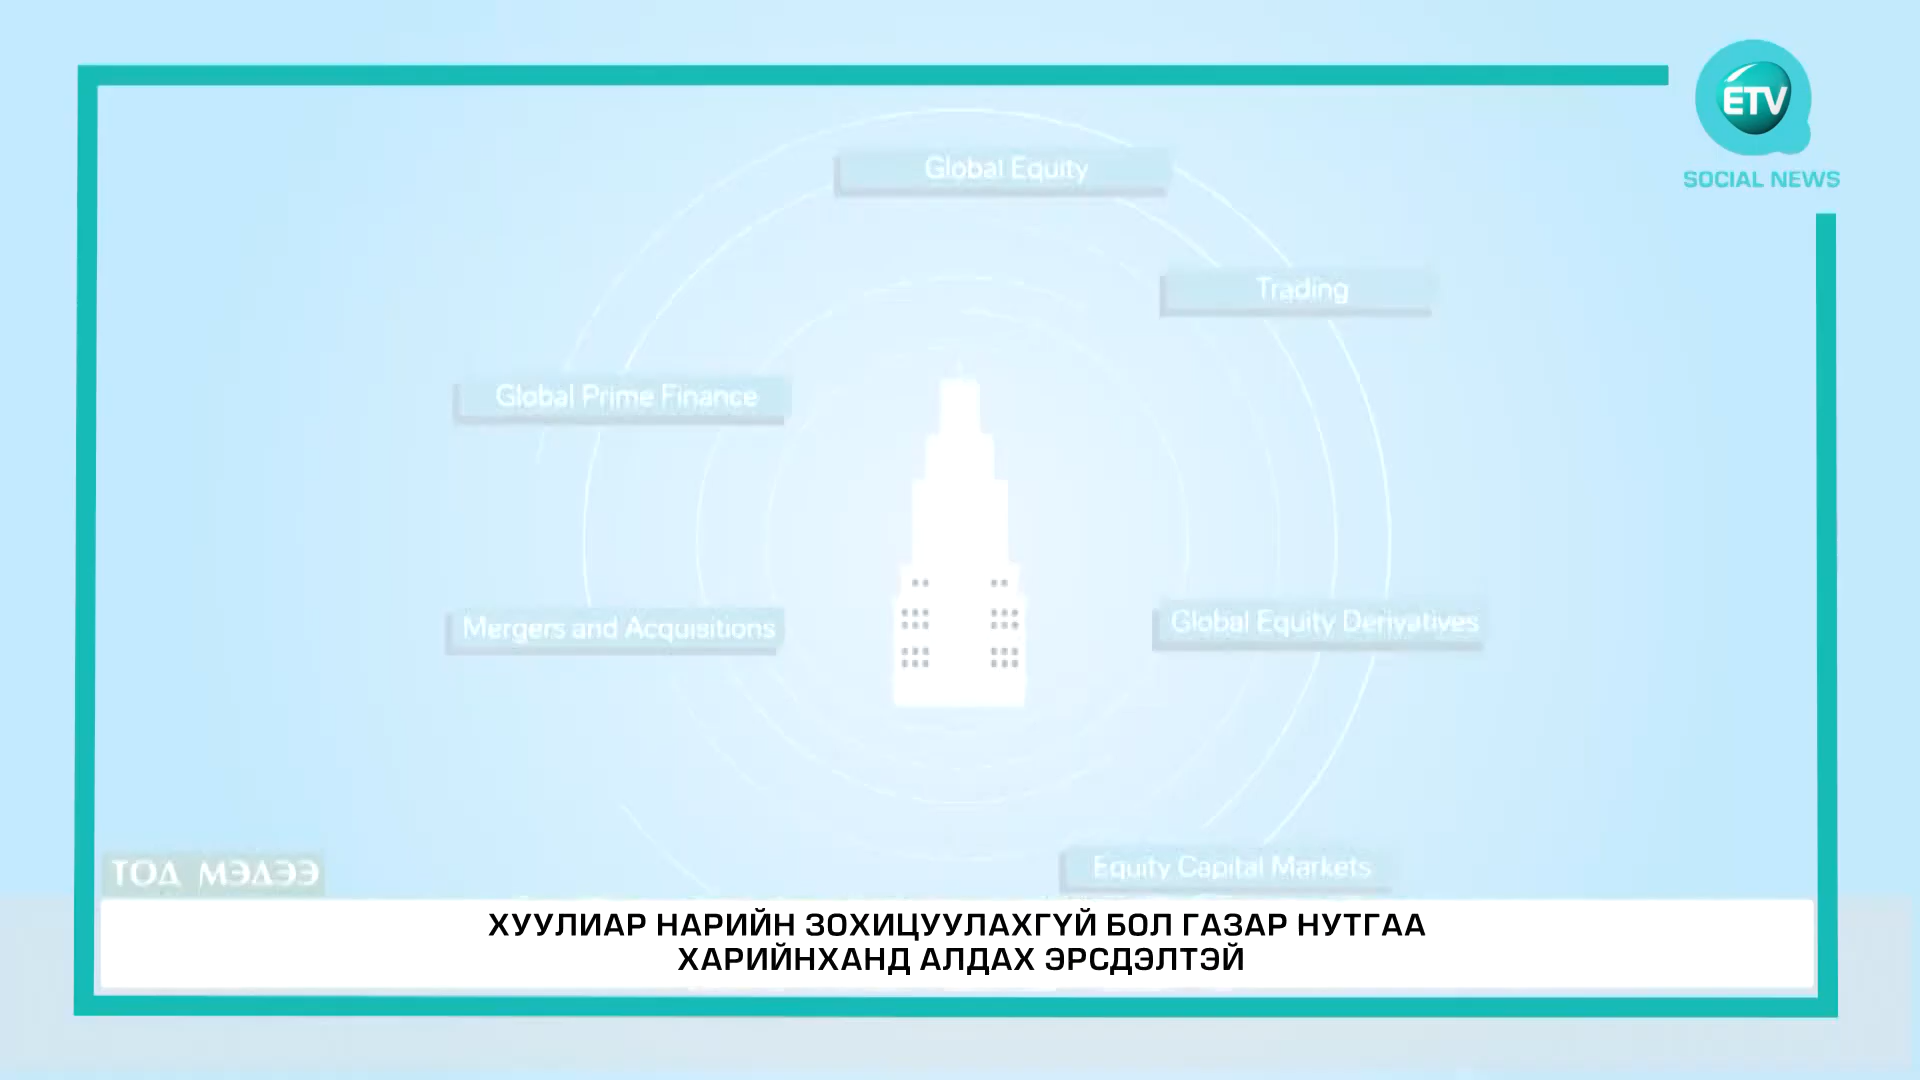 ETV
SOCIAL NEWS
Global Equity
Trading
Global Prime Finance
Mergers and Acquisitions
Global Equity Derivatives
Equity Capital Markets
ТОД МЭДЭЭ
ХУУЛИАР НАРИЙН ЗОХИЦУУЛАХГҮЙ БОЛ ГАЗАР НУТГАА
ХАРИЙНХАНД АЛДАХ ЭРСДЭЛТЭЙ